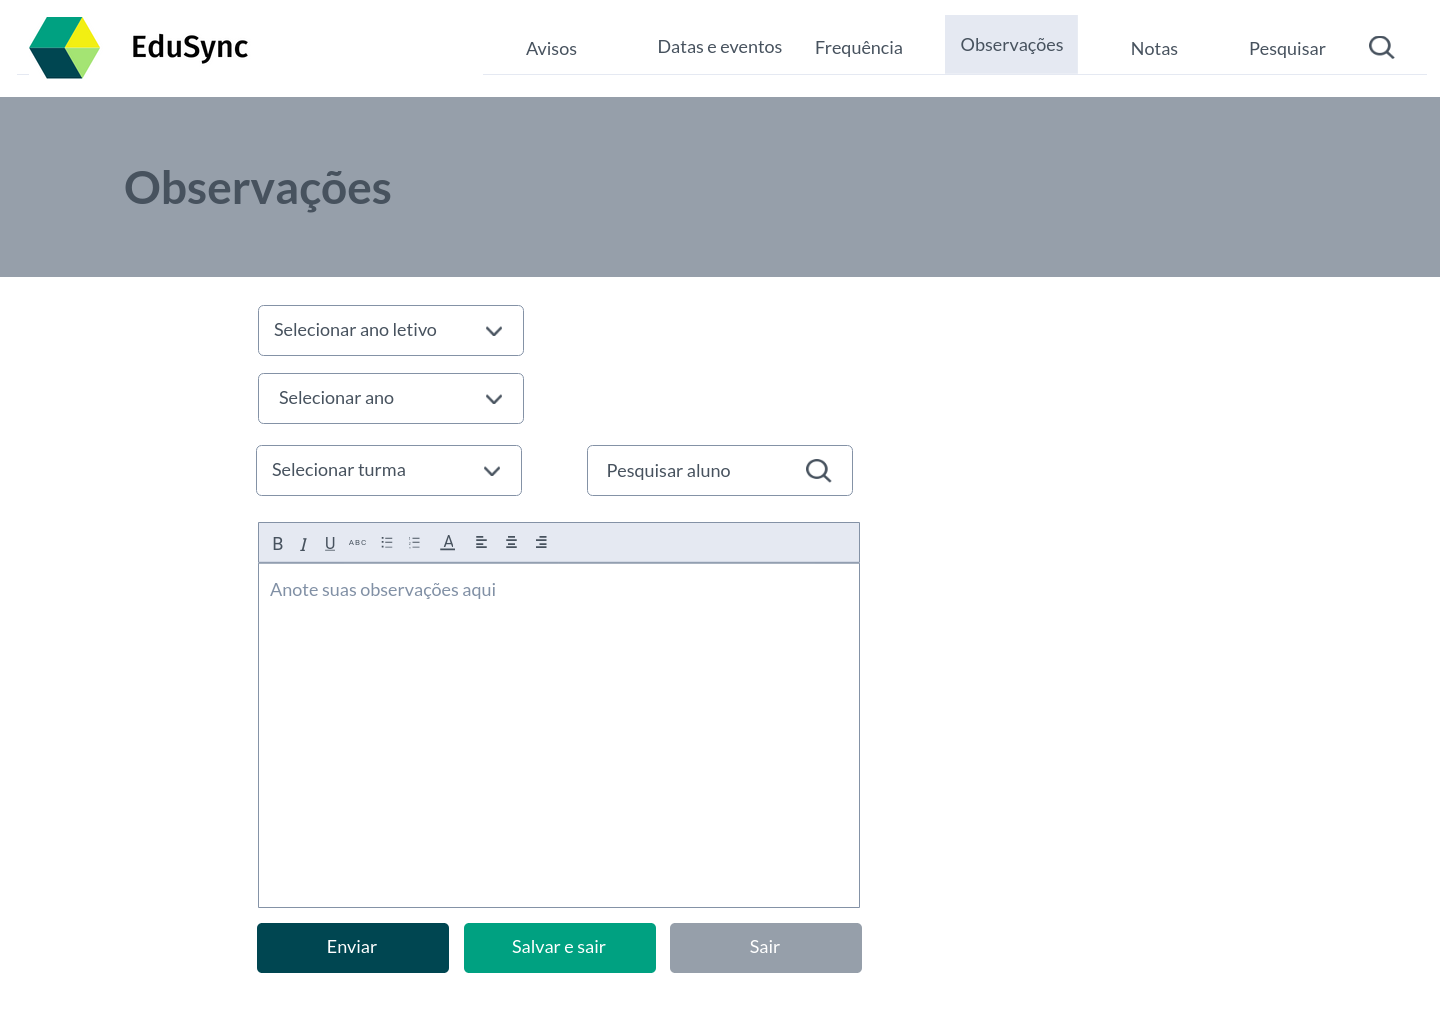 EduSync
Avisos
Datas e eventos
Frequência
Observações
Notas
Pesquisar
Observações
Selecionar ano letivo
Selecionar ano
Selecionar turma
Pesquisar aluno
B I U ABC A
Anote suas observações aqui
Enviar
Salvar e sair
Sair